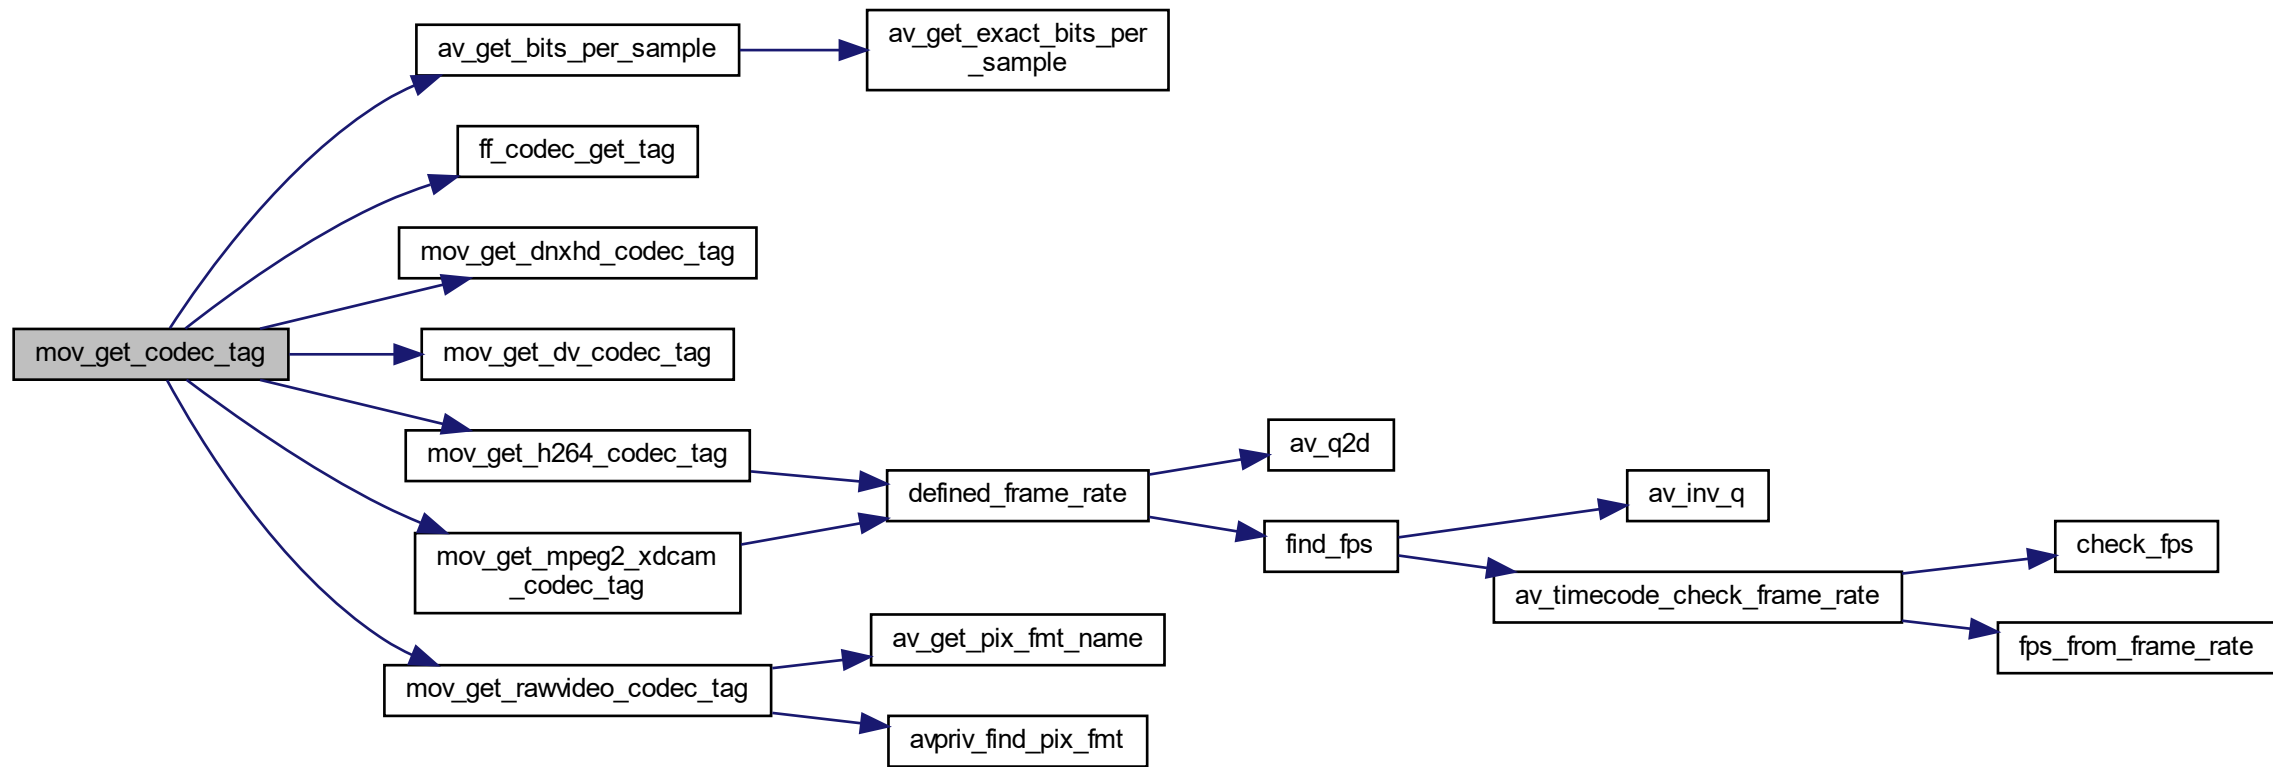 av_get_bits_per_sample
av_get_exact_bits_per
_sample
ff_codec_get_tag
mov_get_dnxhd_codec_tag
mov_get_codec_tag
mov_get_dv_codec_tag
mov_get_h264_codec_tag
av_q2d
defined_frame_rate
av_inv_q
find_fps
check_fps
mov_get_mpeg2_xdcam
_codec_tag
av_timecode_check_frame_rate
av_get_pix_fmt_name
fps_from_frame_rate
mov_get_rawvideo_codec_tag
avpriv_find_pix_fmt